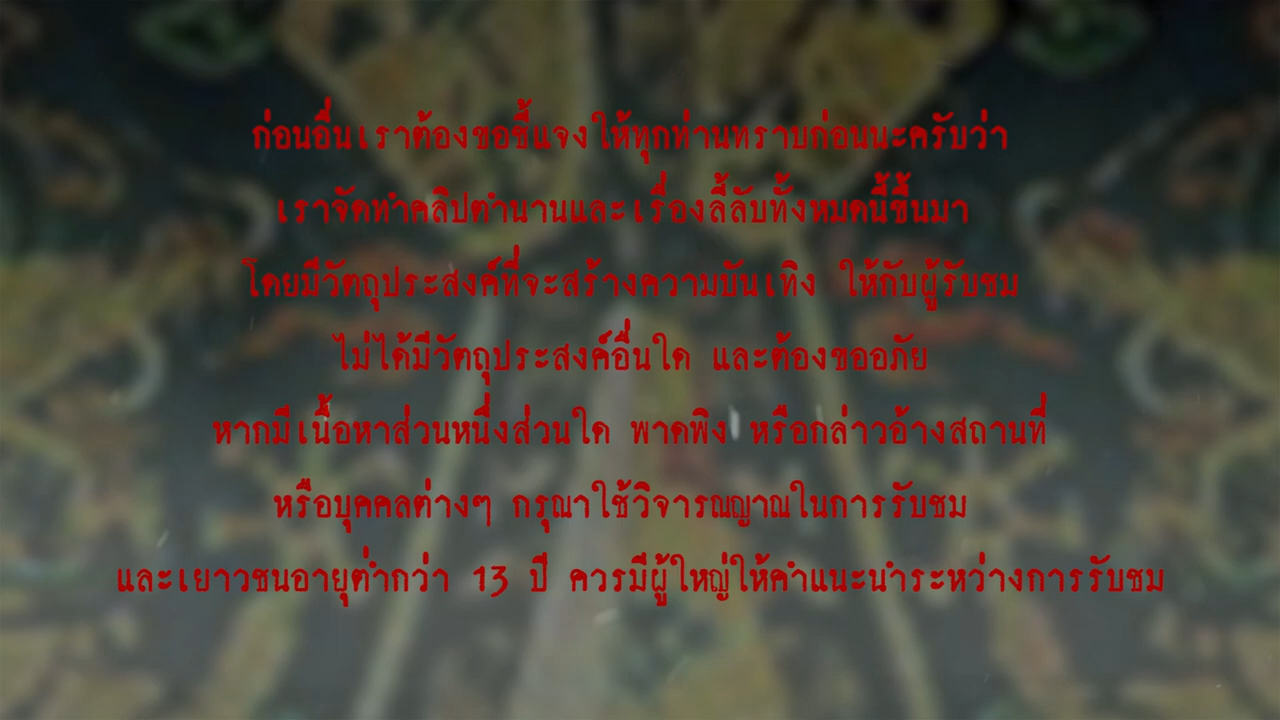 ก่อนอื่นเราต้องขอชี้แจงให้ทุกท่านทราบก่อนนะครับว่า
เราจัดทำคลิปตำนานและเรื่องลี้ลับทั้งหมดนี้ขึ้นมา
โดยมีวัตถุประสงค์ที่จะสร้างความบันเทิง ให้กับผู้รับชม
ไม่ได้มีวัตถุประสงค์อื่นใด และต้องขออภัย
หากมีเนื้อหาส่วนหนึ่งส่วนใด พาดพิง หรือกล่าวอ้างสถานที่
หรือบุคคลต่างๆ กรุณาใช้วิจารณญาณในการรับชม
และเยาวชนอายุต่ำกว่า 13 ปี ควรมีผู้ใหญ่ให้คำแนะนำระหว่างการรับชม